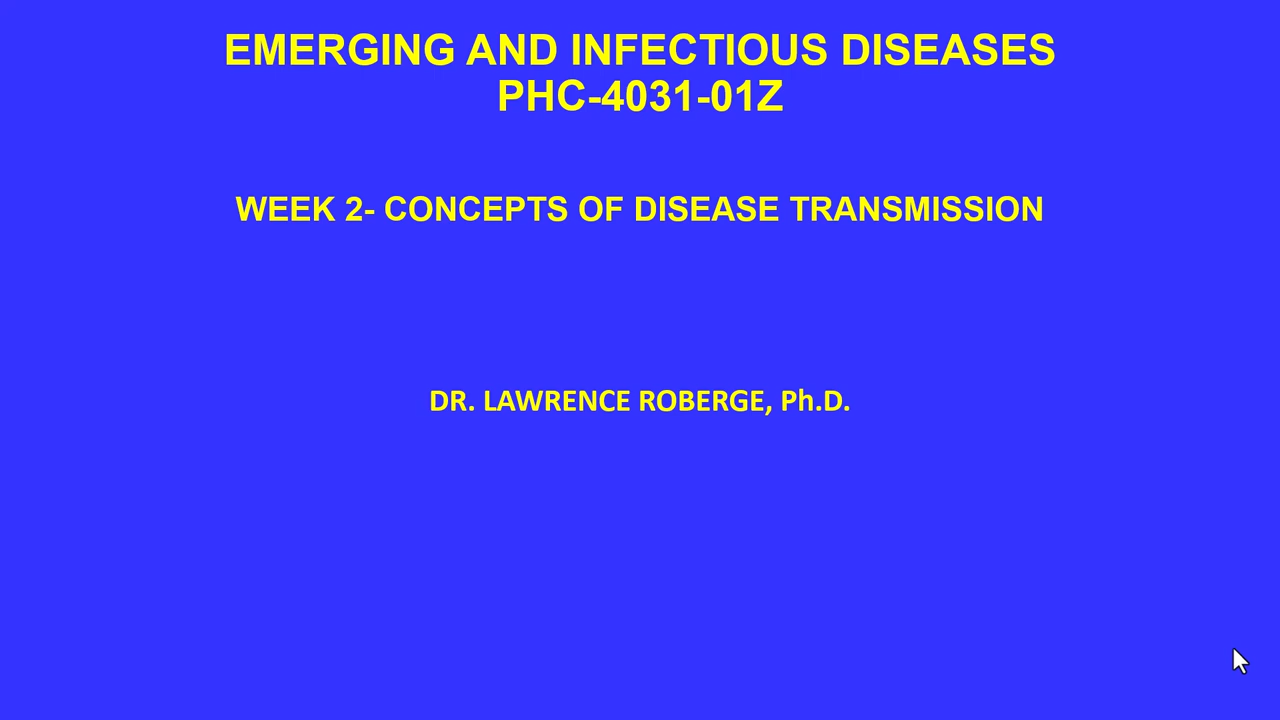 EMERGING AND INFECTIOUS DISEASES
PHC-4031-01Z
WEEK 2- CONCEPTS OF DISEASE TRANSMISSION
DR. LAWRENCE ROBERGE, Ph.D.